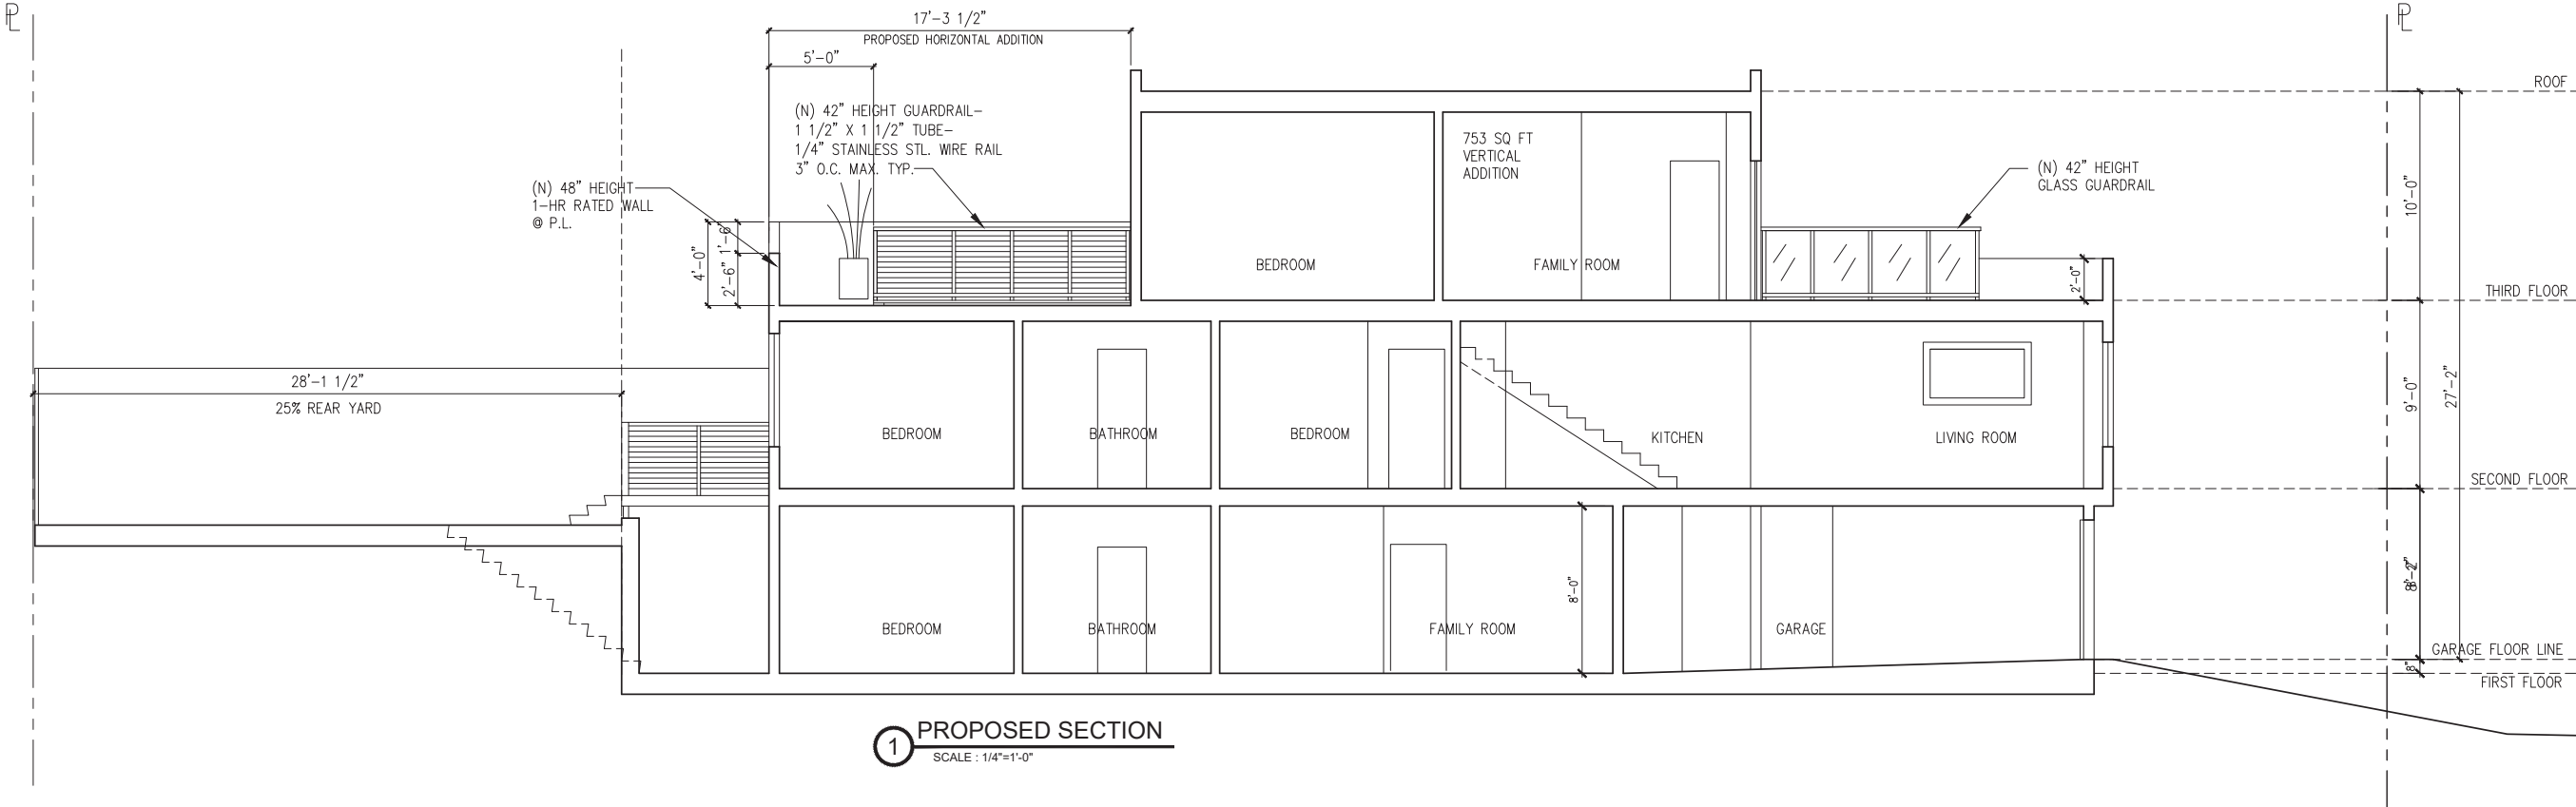 PL
PL
17'-3 1/2"
PROPOSED HORIZONTAL ADDITION
5'-0"
(N) 42" HEIGHT GUARDRAIL-
1 1/2" X 1 1/2" TUBE-
1/4" STAINLESS STL. WIRE RAIL
3" O.C. MAX. TYP.
(N) 48" HEIGHT
1-HR RATED WALL
@ P.L.
4'-0"
1'-6
2'-6"
753 SQ FT
VERTICAL
ADDITION
BEDROOM
FAMILY ROOM
(N) 42" HEIGHT
GLASS GUARDRAIL
2'-0"
ROOF
10'-0"
THIRD FLOOR
28'-1 1/2"
25% REAR YARD
BEDROOM
BATHROOM
BEDROOM
KITCHEN
LIVING ROOM
9'-0"
27'-2"
SECOND FLOOR
BEDROOM
BATHROOM
FAMILY ROOM
8'-0"
GARAGE
GARAGE FLOOR LINE
8"
FIRST FLOOR
1
PROPOSED SECTION
SCALE : 1/4"=1'-0"